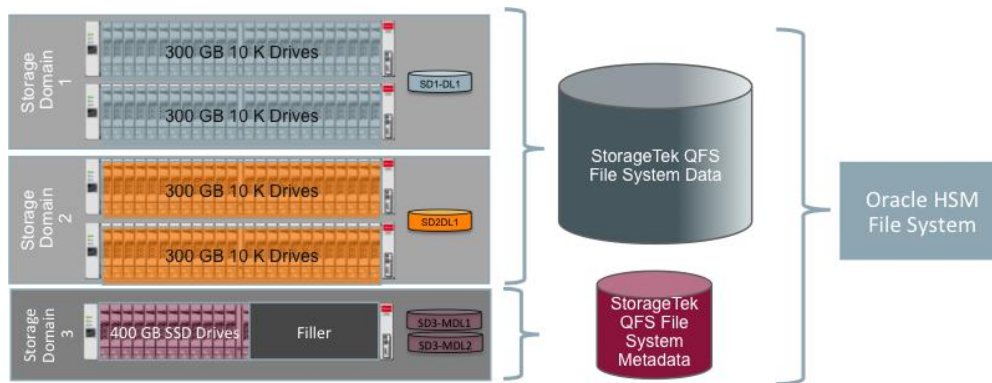 Storage
Domain
1
300 GB 10 K Drives
300 GB 10 K Drives
SD1-DL1
Storage
Domain
2
300 GB 10 K Drives
300 GB 10 K Drives
SD2DL1
Storage
Domain
3
400 GB SSD Drives
Filler
SD3-MDL1
SD3-MDL2
StorageTek QFS
File System Data
StorageTek
QFS File
System
Metadata
Oracle HSM
File System